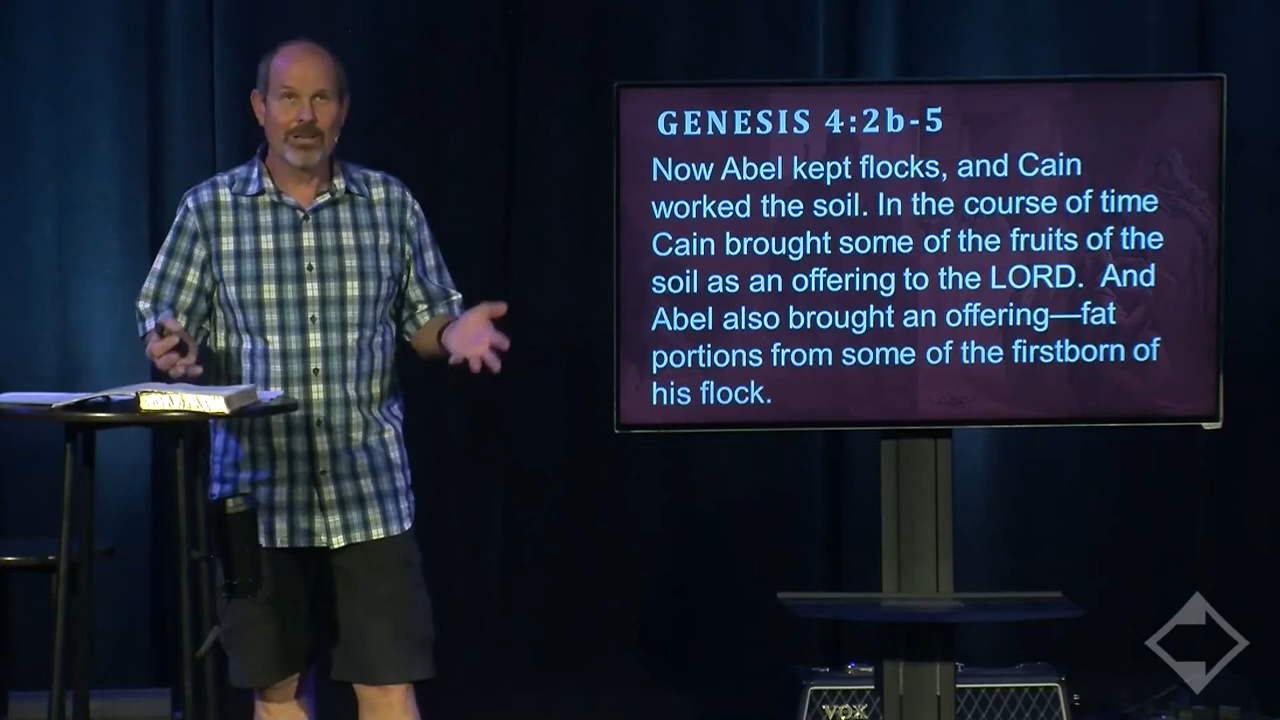 GENESIS 4:2b-5
Now Abel kept flocks, and Cain
worked the soil. In the course of time
Cain brought some of the fruits of the
soil as an offering to the LORD. And
Abel also brought an offering—fat
portions from some of the firstborn of
his flock.
VOX